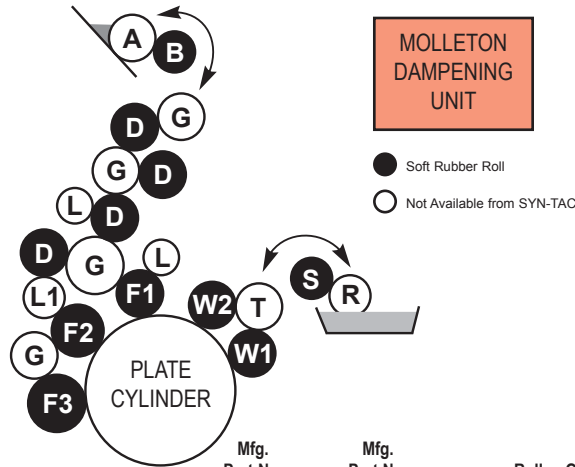 A
B
MOLLETON
DAMPENING
UNIT
D
G
G
D
Soft Rubber Roll
Not Available from SYN-TAC
L
D
D
G
L
S
R
L1
F1
W2
T
F2
G
W1
PLATE
CYLINDER
F3
Mfg.
Mfg.